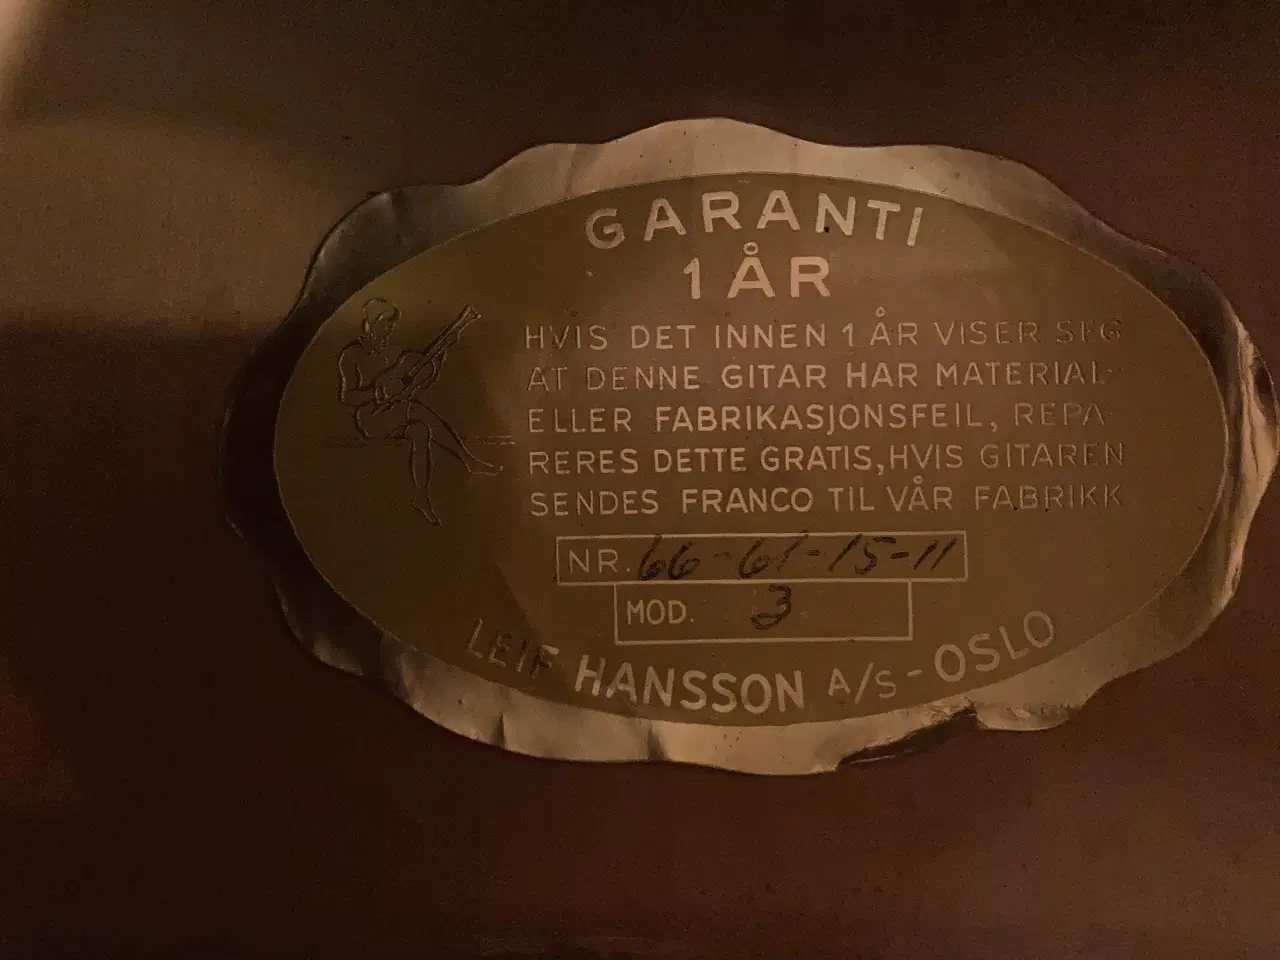 GARANTI
1 ÅR
HVIS DET INNEN 1 ÅR VISER SEG
AT DENNE GITAR HAR MATERIAL-
ELLER FABRIKASJONSFEIL, REPA
RERES DETTE GRATIS, HVIS GITAREN
SENDES FRANCO TIL VÅR FABRIKK
NR. 66-61-15-11
MOD. 3
LEIF HANSSON A/S - OSLO